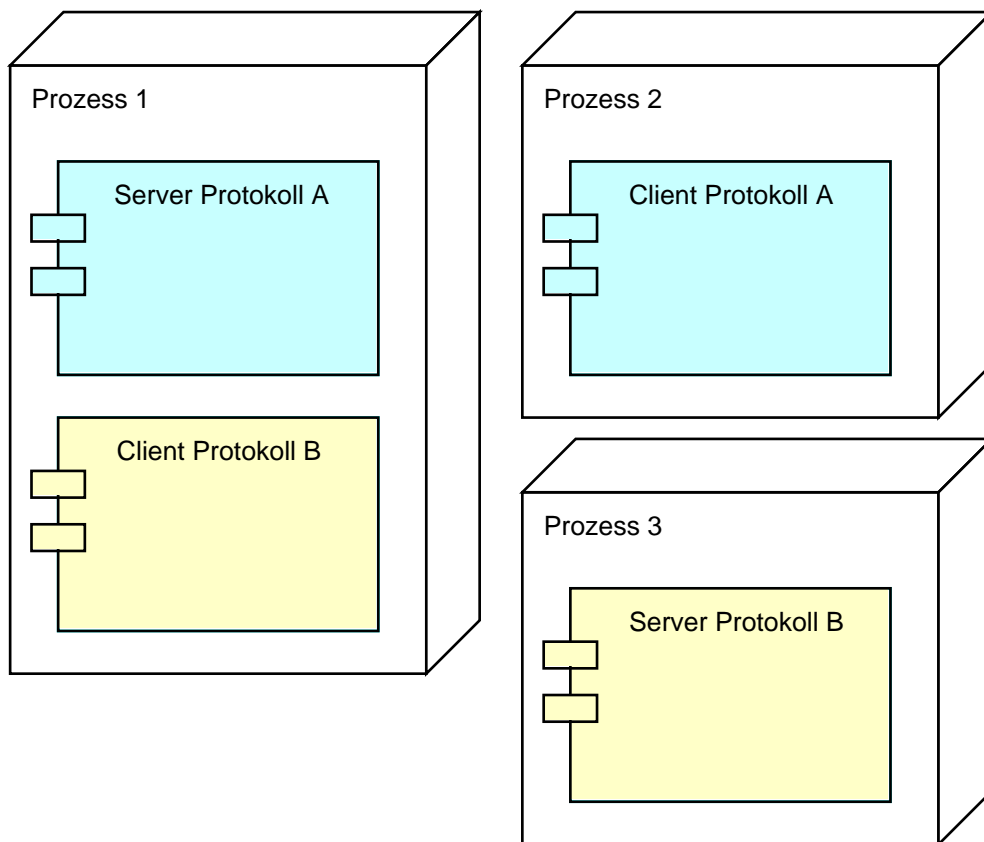 Prozess 1
Server Protokoll A
Client Protokoll B
Prozess 2
Client Protokoll A
Prozess 3
Server Protokoll B